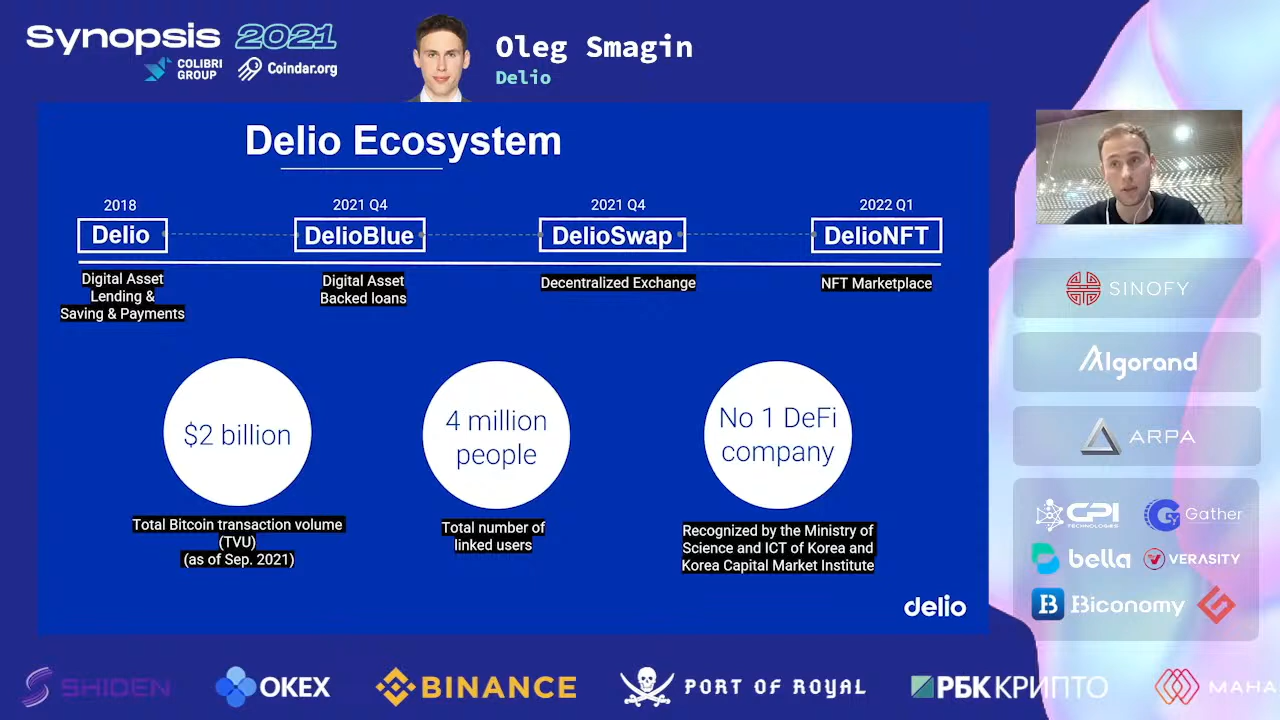 Synopsis 2021
COLIBRI
GROUP
Coindar.org
Oleg Smagin
Delio
Delio Ecosystem
2018
2021 Q4
2021 Q4
2022 Q1
Delio
DelioBlue
DelioSwap
DelioNFT
Digital Asset
Lending &
Saving & Payments
Digital Asset
Backed loans
Decentralized Exchange
NFT Marketplace
$2 billion
4 million
people
No 1 DeFi
company
Total Bitcoin transaction volume
(TVU)
(as of Sep. 2021)
Total number of
linked users
Recognized by the Ministry of
Science and ICT of Korea and
Korea Capital Market Institute
delio
SINOFY
Algorand
ARPA
CPI
TECHNOLOGIES
Gather
bella
VERASITY
B Biconomy
SHIDEN
OKEX
BINANCE
PORT OF ROYAL
РБК КРИПТО
MAHA